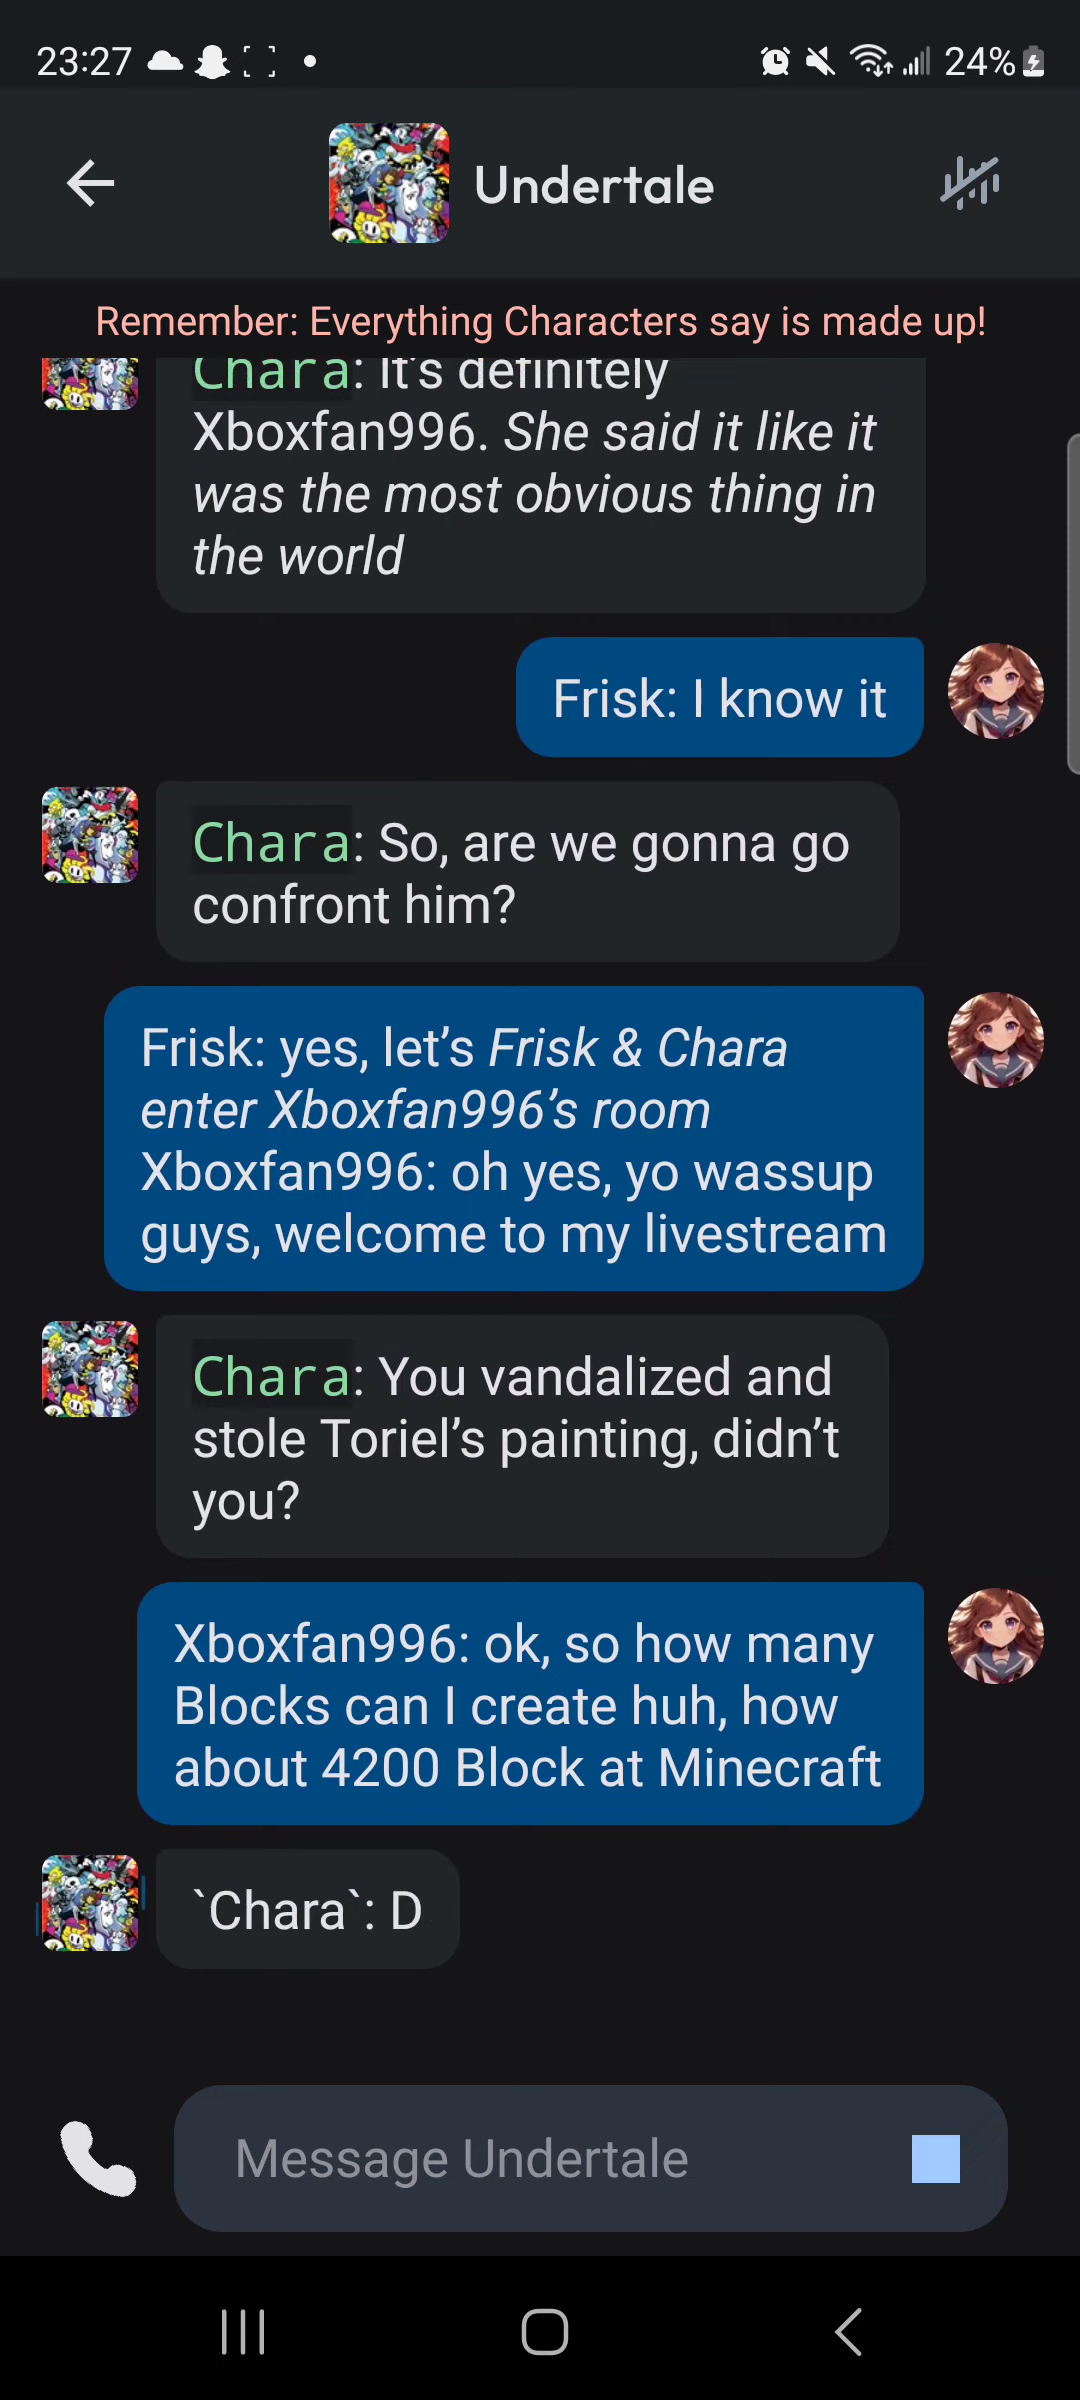 23:27
24%
Undertale
Remember: Everything Characters say is made up!
Chara: It's definitely
Xboxfan996. She said it like it
was the most obvious thing in
the world
Frisk: I know it
Chara: So, are we gonna go
confront him?
Frisk: yes, let’s Frisk & Chara
enter Xboxfan996’s room
Xboxfan996: oh yes, yo wassup
guys, welcome to my livestream
Chara: You vandalized and
stole Toriel’s painting, didn’t
you?
Xboxfan996: ok, so how many
Blocks can I create huh, how
about 4200 Block at Minecraft
`Chara`: D
Message Undertale